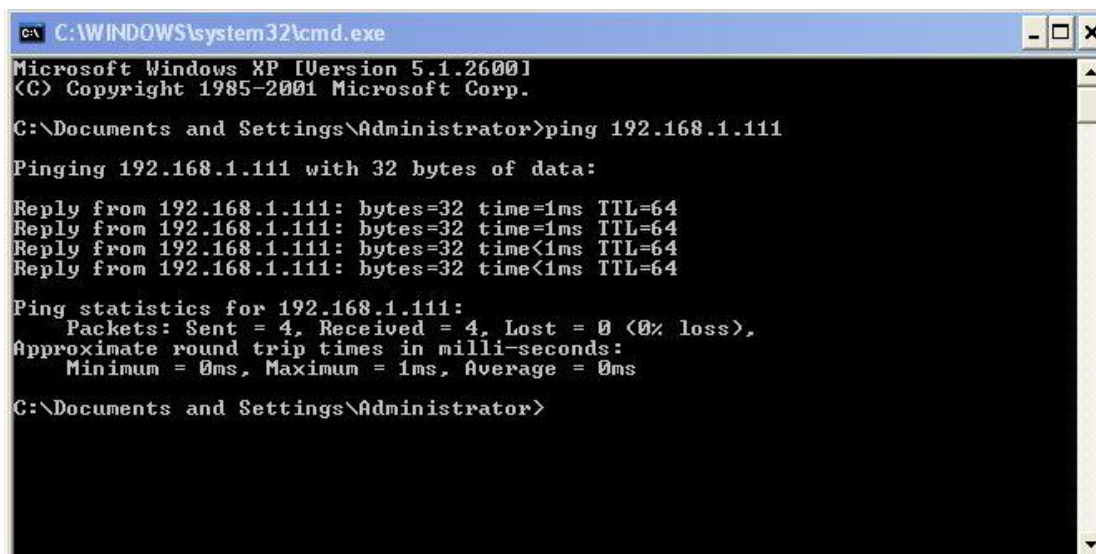 C:\WINDOWS\system32\cmd.exe
Microsoft Windows XP [Version 5.1.2600]
(C) Copyright 1985-2001 Microsoft Corp.
C:\Documents and Settings\Administrator>ping 192.168.1.111
Pinging 192.168.1.111 with 32 bytes of data:
Reply from 192.168.1.111: bytes=32 time=1ms TTL=64
Reply from 192.168.1.111: bytes=32 time=1ms TTL=64
Reply from 192.168.1.111: bytes=32 time<1ms TTL=64
Reply from 192.168.1.111: bytes=32 time<1ms TTL=64
Ping statistics for 192.168.1.111:
    Packets: Sent = 4, Received = 4, Lost = 0 (0% loss),
Approximate round trip times in milli-seconds:
    Minimum = 0ms, Maximum = 1ms, Average = 0ms
C:\Documents and Settings\Administrator>